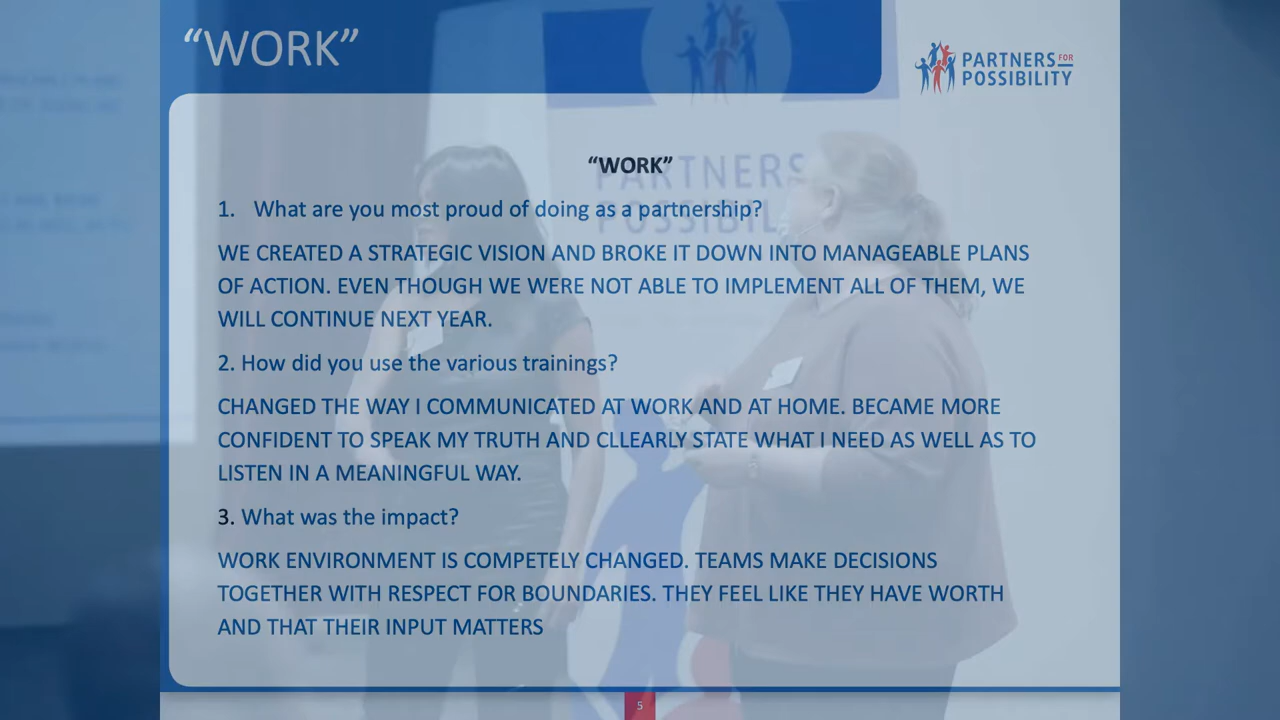 “WORK”
PARTNERS FOR
POSSIBILITY
“WORK”
PARTNERS
POSSIBIL
1. What are you most proud of doing as a partnership?
WE CREATED A STRATEGIC VISION AND BROKE IT DOWN INTO MANAGEABLE PLANS
OF ACTION. EVEN THOUGH WE WERE NOT ABLE TO IMPLEMENT ALL OF THEM, WE
WILL CONTINUE NEXT YEAR.
2. How did you use the various trainings?
CHANGED THE WAY I COMMUNICATED AT WORK AND AT HOME. BECAME MORE
CONFIDENT TO SPEAK MY TRUTH AND CLLEARLY STATE WHAT I NEED AS WELL AS TO
LISTEN IN A MEANINGFUL WAY.
3. What was the impact?
WORK ENVIRONMENT IS COMPETELY CHANGED. TEAMS MAKE DECISIONS
TOGETHER WITH RESPECT FOR BOUNDARIES. THEY FEEL LIKE THEY HAVE WORTH
AND THAT THEIR INPUT MATTERS
5